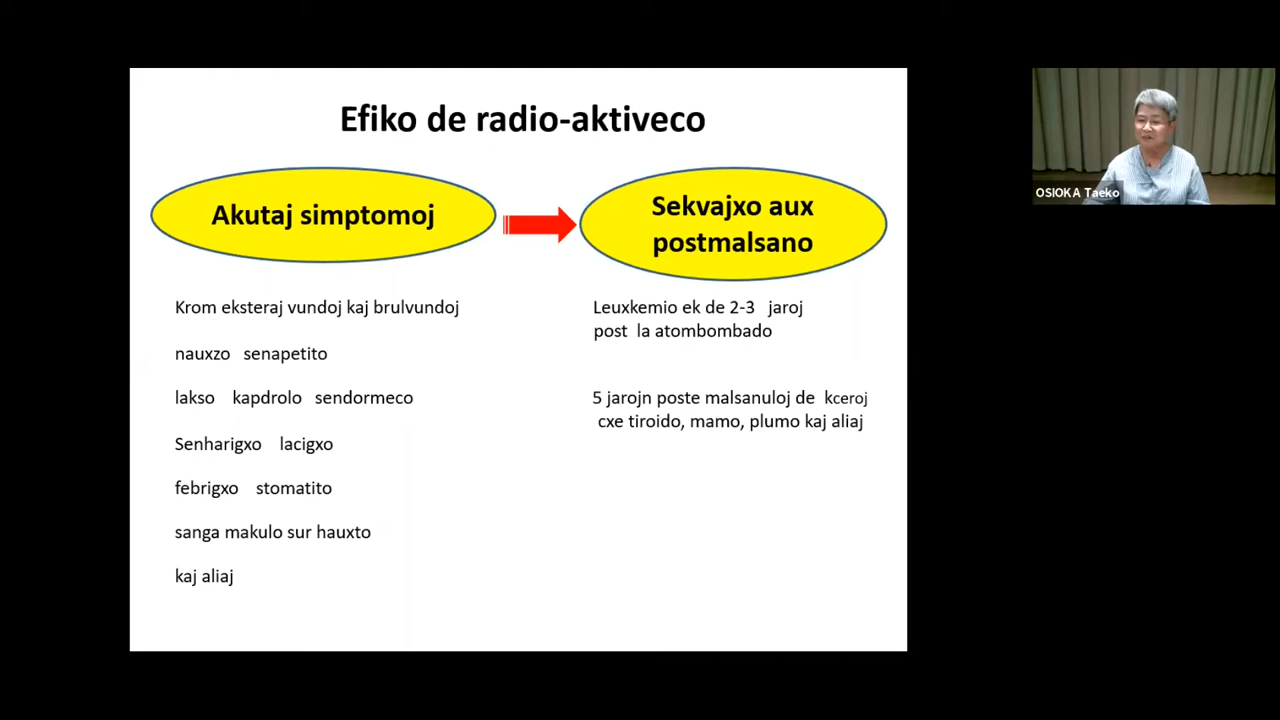 Efiko de radio-aktiveco
Akutaj simptomoj
Sekvajxo aux
postmalsano
Krom eksteraj vundoj kaj brulvundoj
nauxzo senapetito
lakso kapdrolo sendormeco
Senharigxo lacigxo
febrigxo stomatito
sanga makulo sur hauxto
kaj aliaj
Leuxkemio ek de 2-3 jaroj
post la atombombado
5 jarojn poste malsanuloj de kceroj
cxe tiroido, mamo, plumo kaj aliaj
OSIOKA Taeko